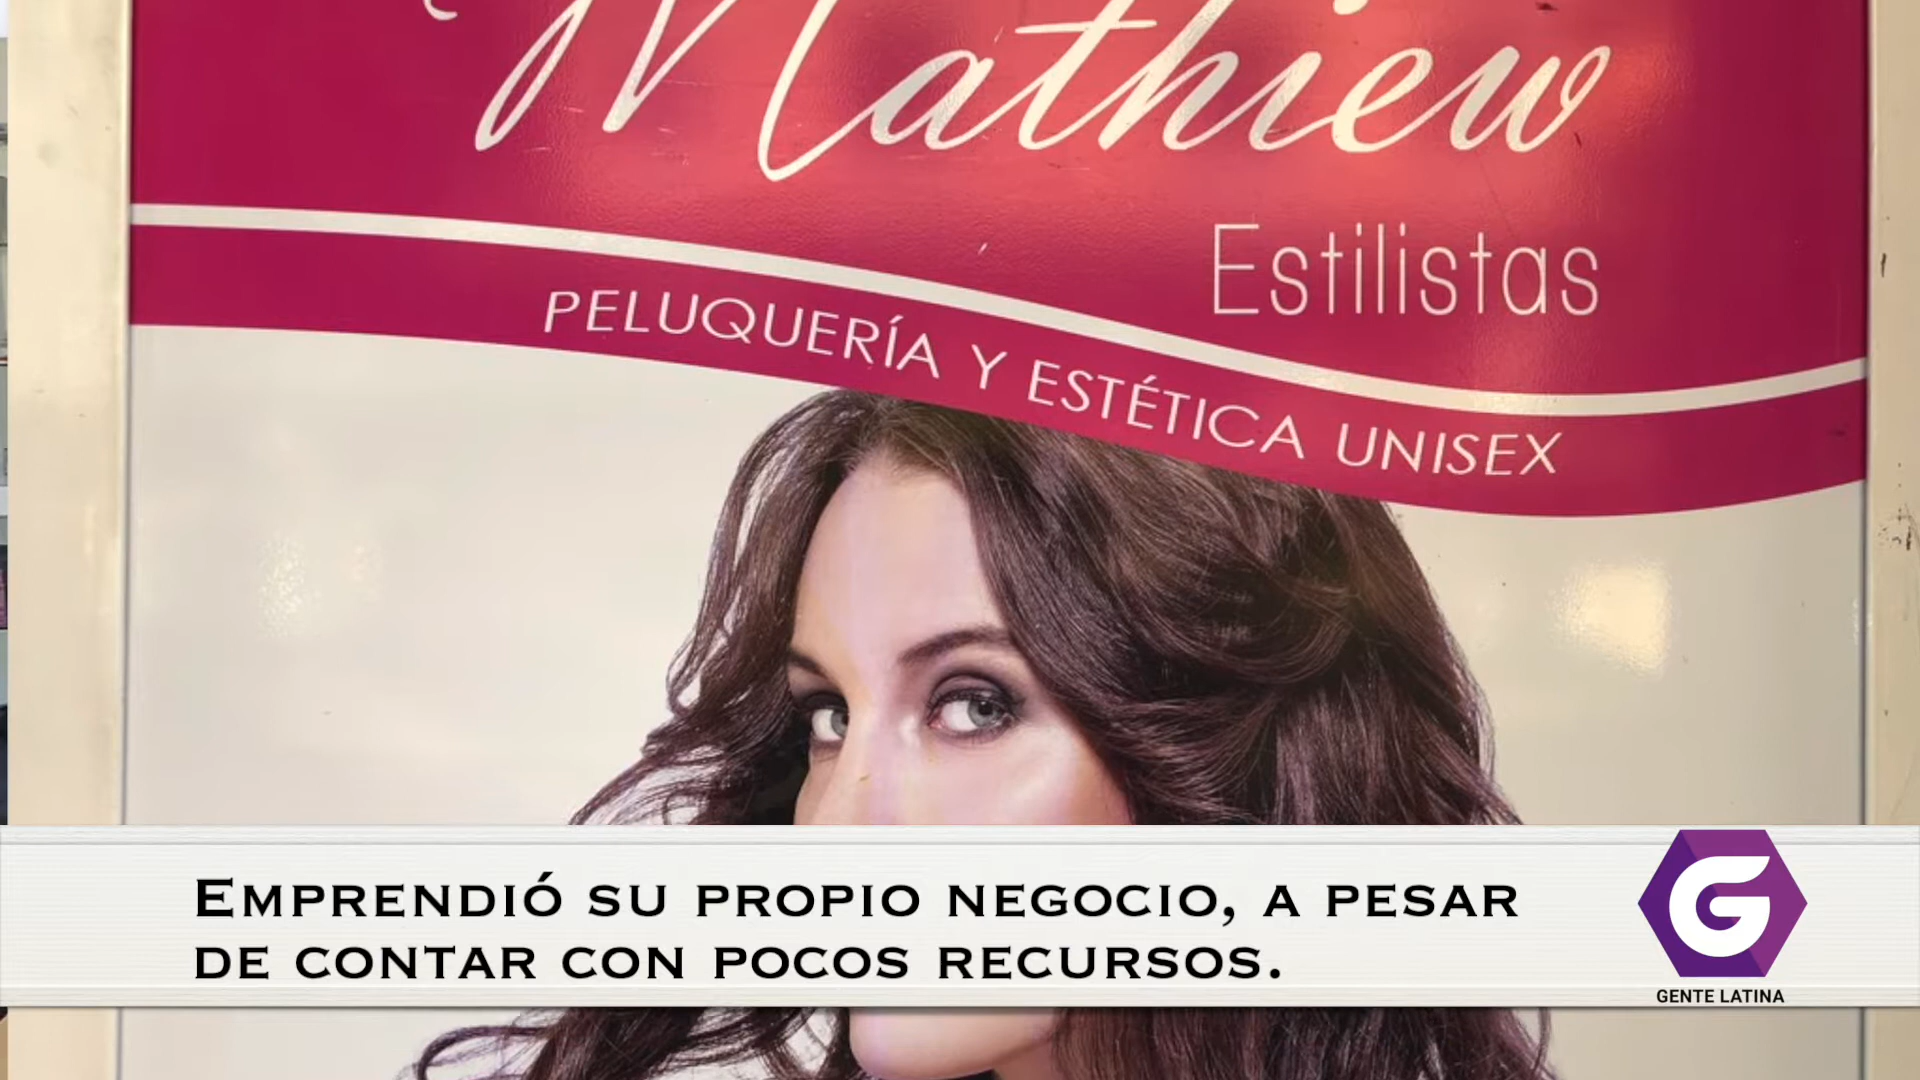 Mathiew
Estilistas
PELUQUERÍA Y ESTÉTICA UNISEX
EMPRENDIÓ SU PROPIO NEGOCIO, A PESAR
DE CONTAR CON POCOS RECURSOS.
G
GENTE LATINA